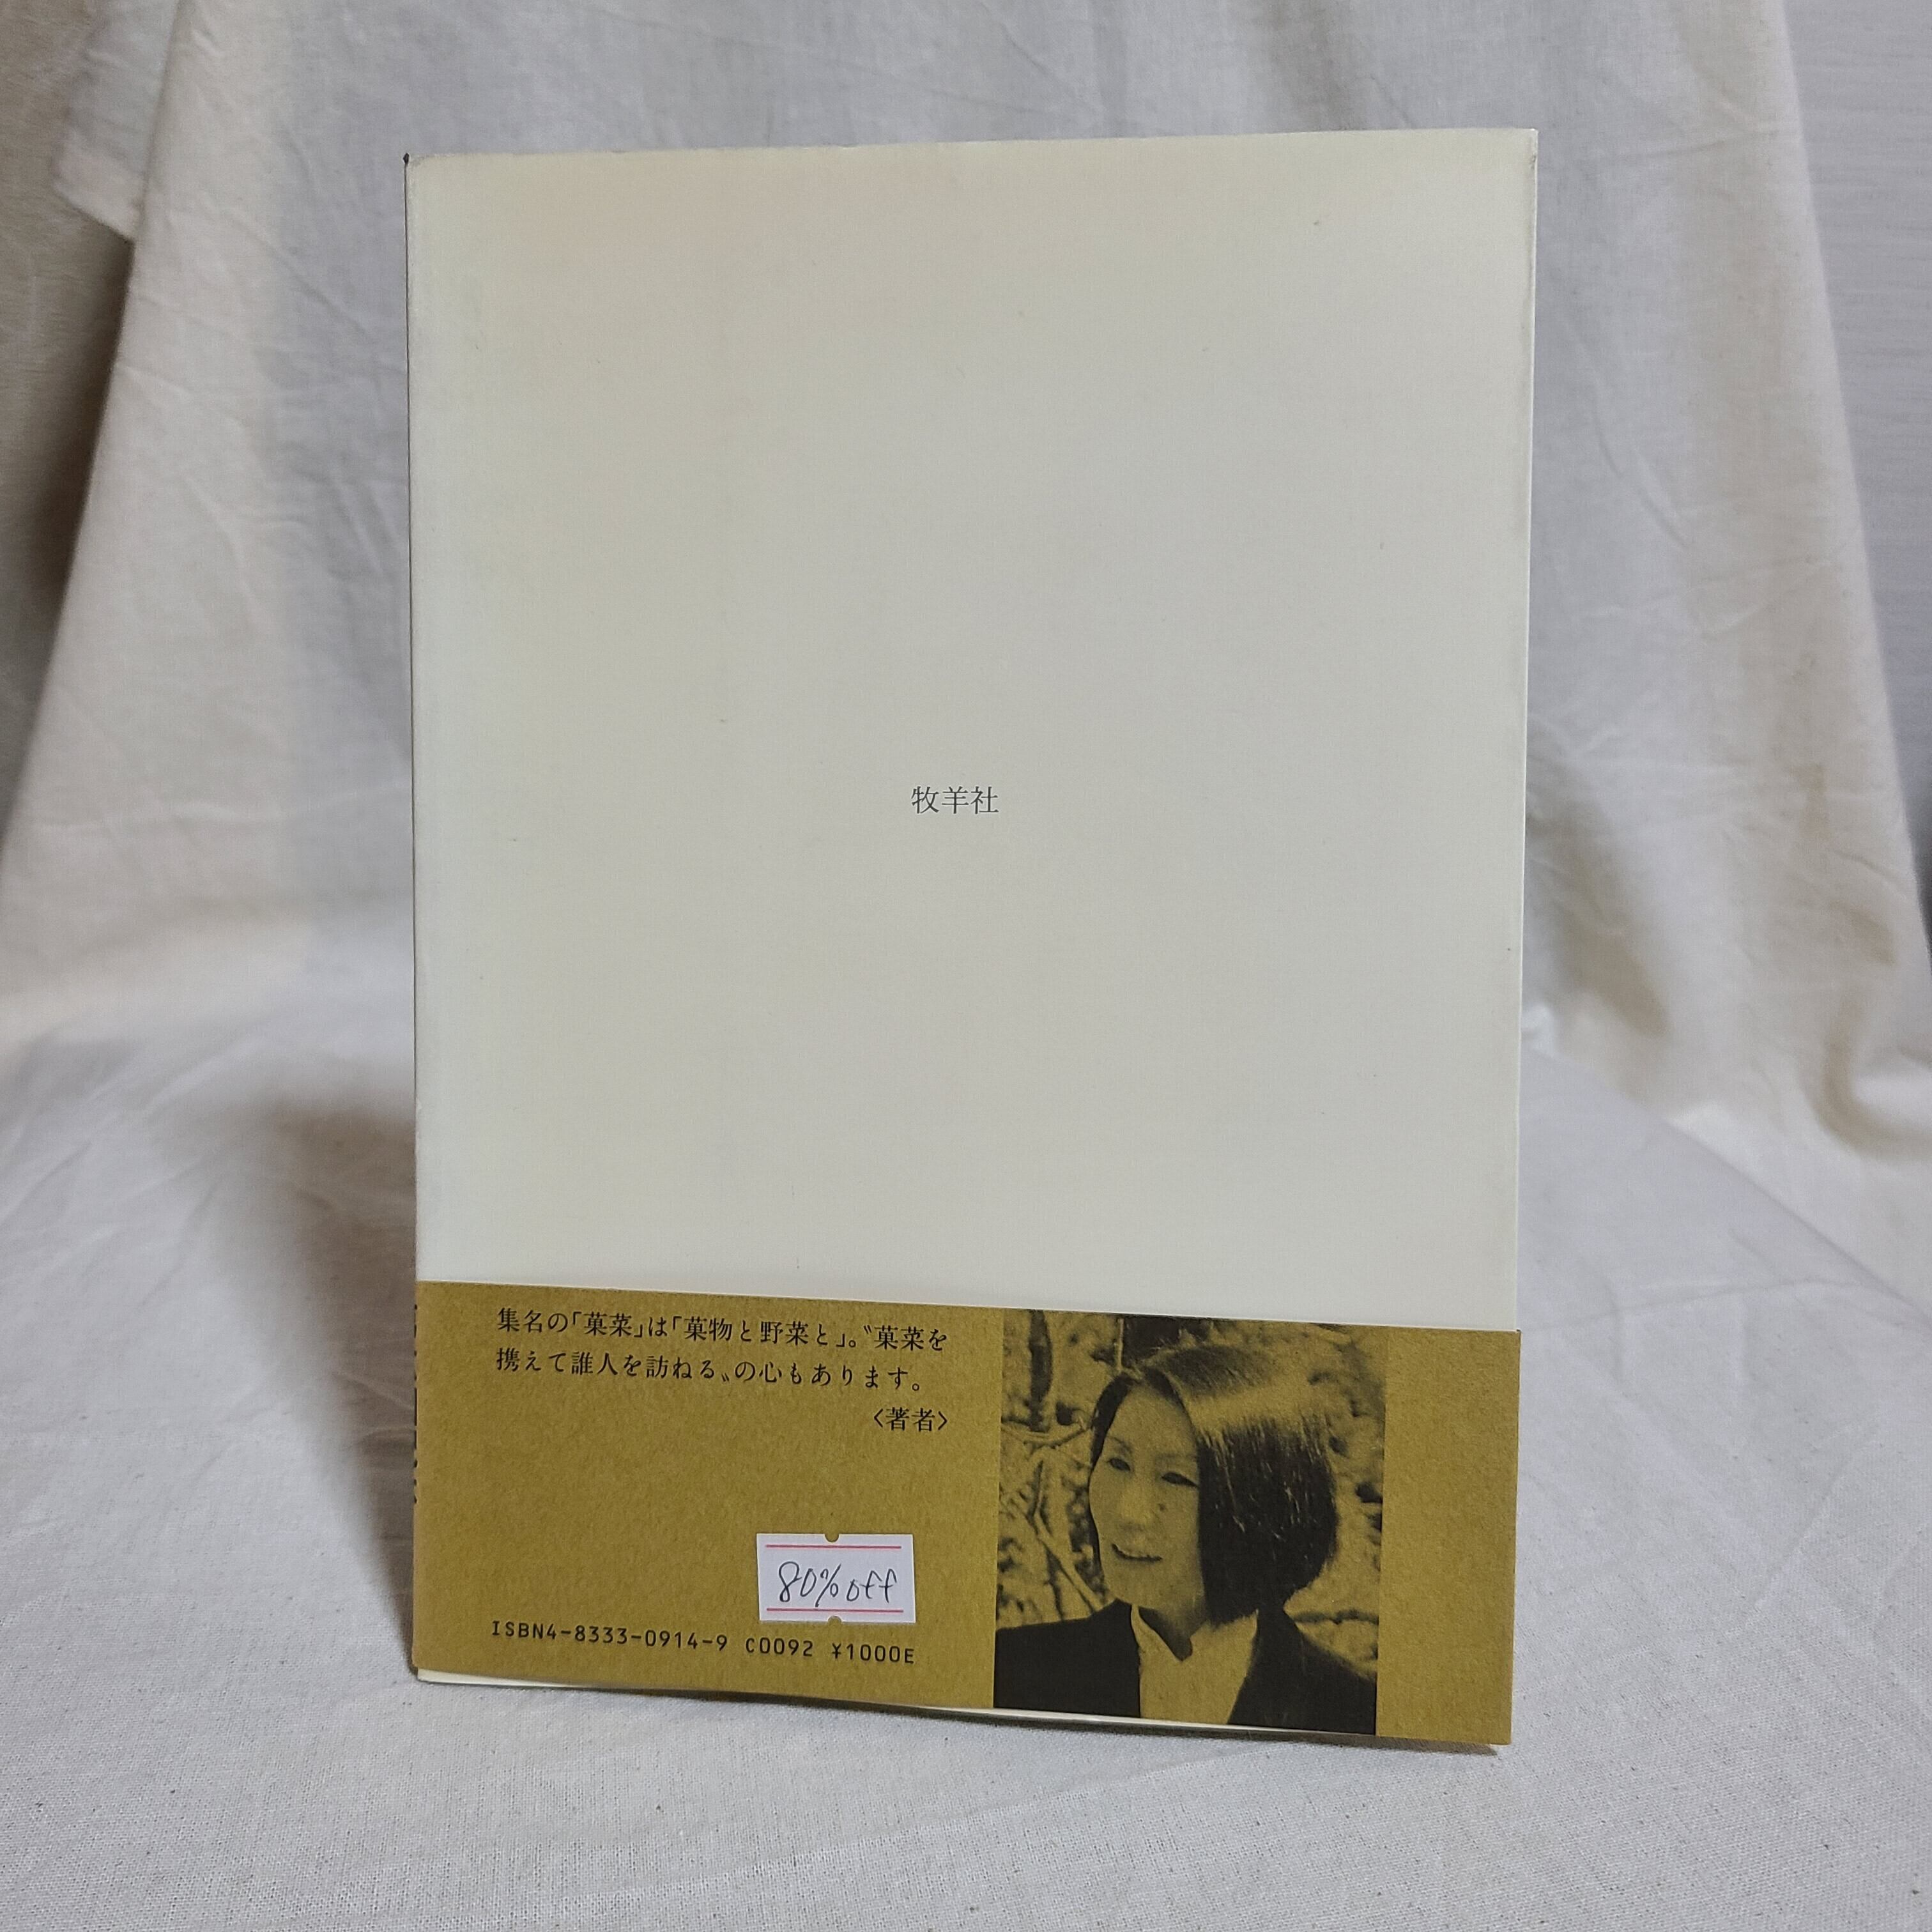 牧羊社
集名の「菓菜」は「菓物と野菜と」。〝菓菜を
携えて誰人を訪ねる〟の心もあります。
〈著者〉
80% off
ISBN4-8333-0914-9 C0092 ¥1000E